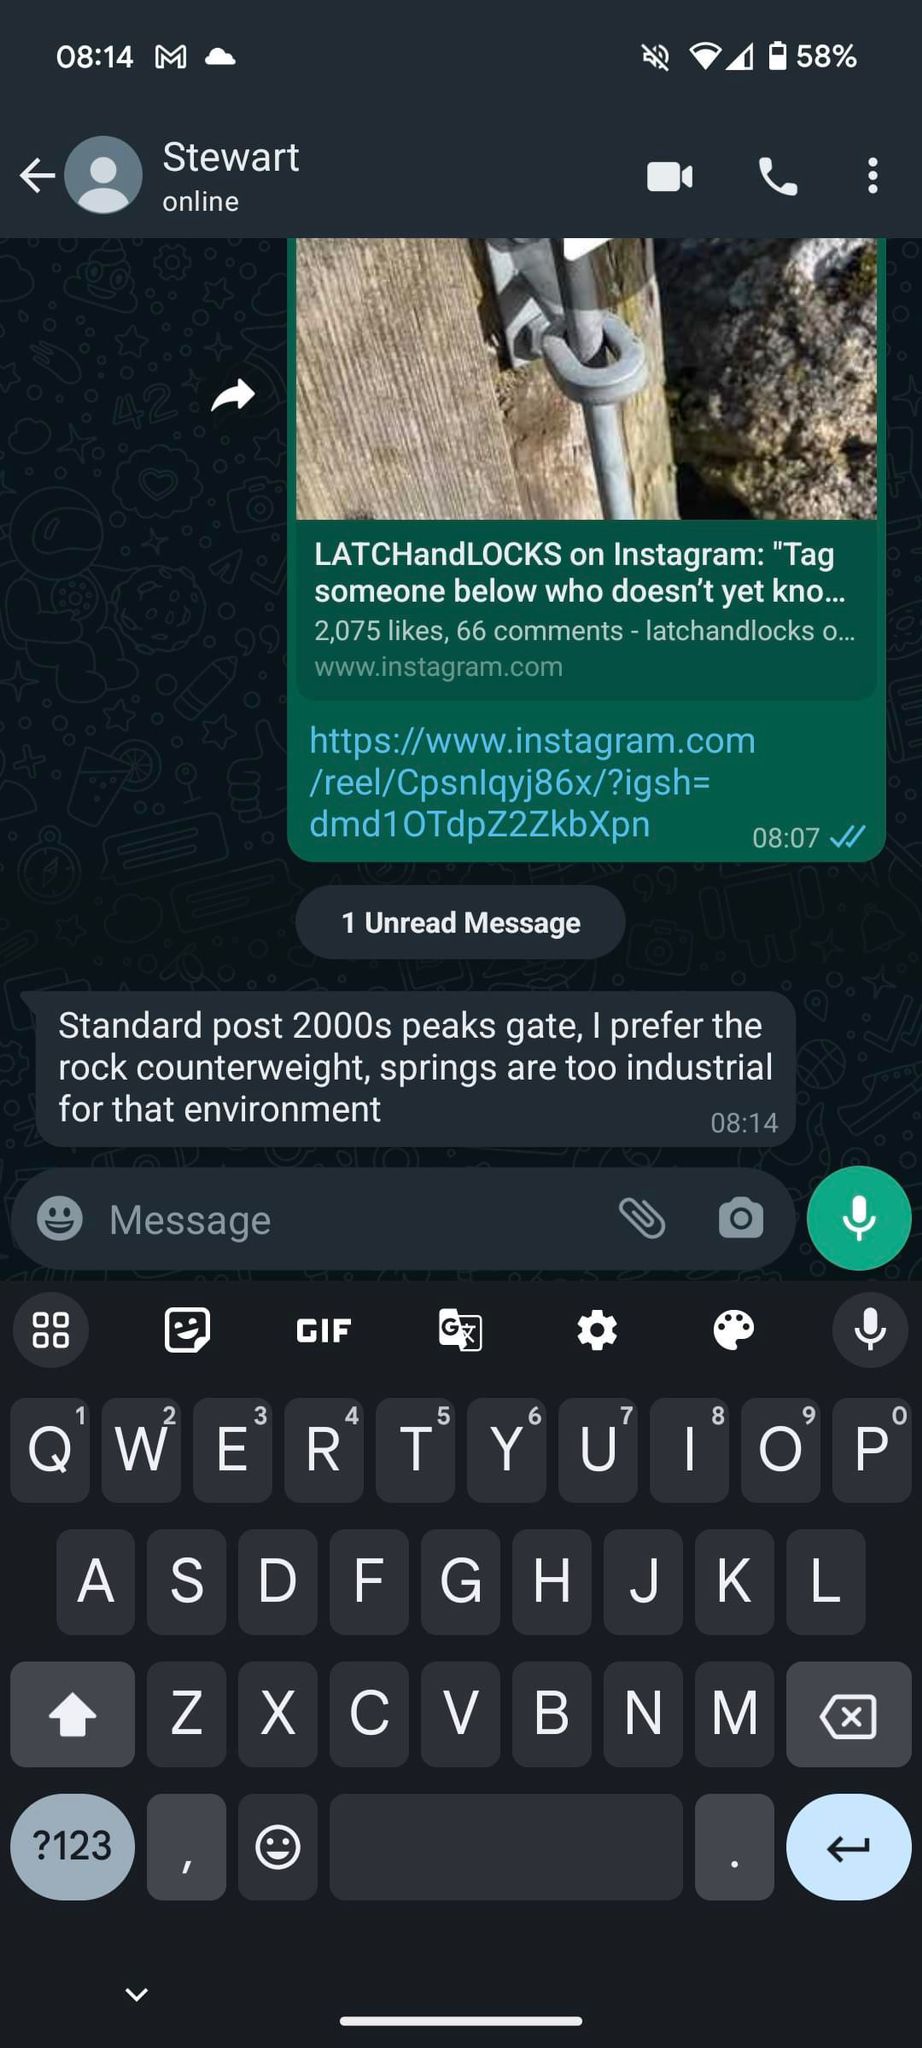 08:14
58%
Stewart
online
LATCHandLOCKS on Instagram: "Tag
someone below who doesn’t yet kno...
2,075 likes, 66 comments - latchandlocks o...
www.instagram.com
https://www.instagram.com
/reel/CpsnIqyj86x/?igsh=
dmd1OTdpZ2ZkbXpn
08:07
1 Unread Message
Standard post 2000s peaks gate, I prefer the
rock counterweight, springs are too industrial
for that environment
08:14
Message
GIF
1 2 3 4 5 6 7 8 9 0
Q W E R T Y U I O P
A S D F G H J K L
Z X C V B N M
?123 , .